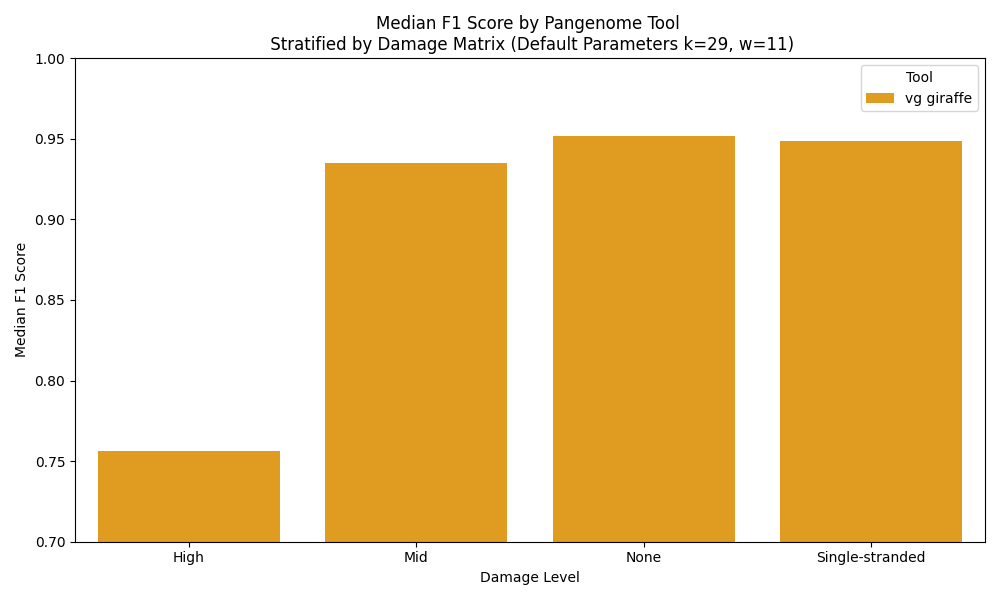 Median F1 Score by Pangenome Tool
Stratified by Damage Matrix (Default Parameters k=29, w=11)
1.00
0.95
0.90
0.85
0.80
0.75
0.70
Median F1 Score
Tool
vg giraffe
High
Mid
None
Single-stranded
Damage Level